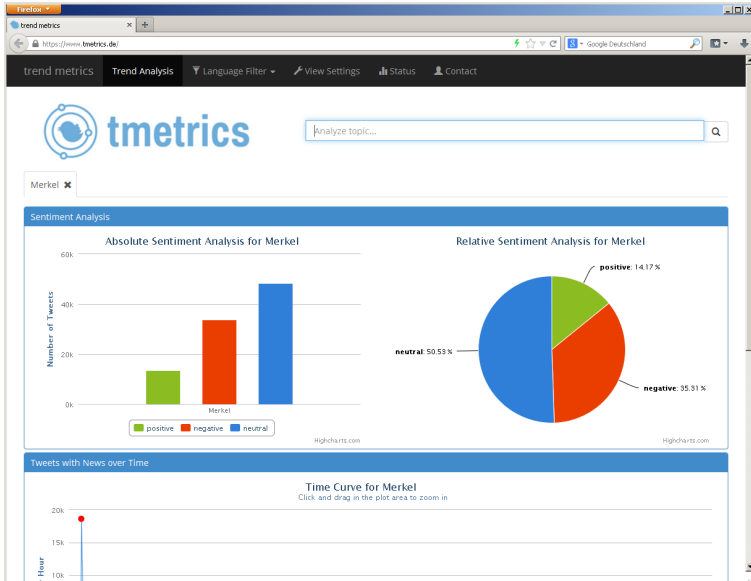 Firefox
trend metrics
https://www.tmetrics.de/
Google Deutschland
trend metrics Trend Analysis Language Filter View Settings Status Contact
tmetrics
Analyze topic...
Merkel
Sentiment Analysis
Absolute Sentiment Analysis for Merkel
Number of Tweets
60k
40k
20k
0k
Merkel
positive negative neutral
Highcharts.com
Relative Sentiment Analysis for Merkel
positive: 14.17 %
neutral: 50.53 %
negative: 35.31 %
Highcharts.com
Tweets with News over Time
Time Curve for Merkel
Click and drag in the plot area to zoom in
20k
15k
10k
Hour